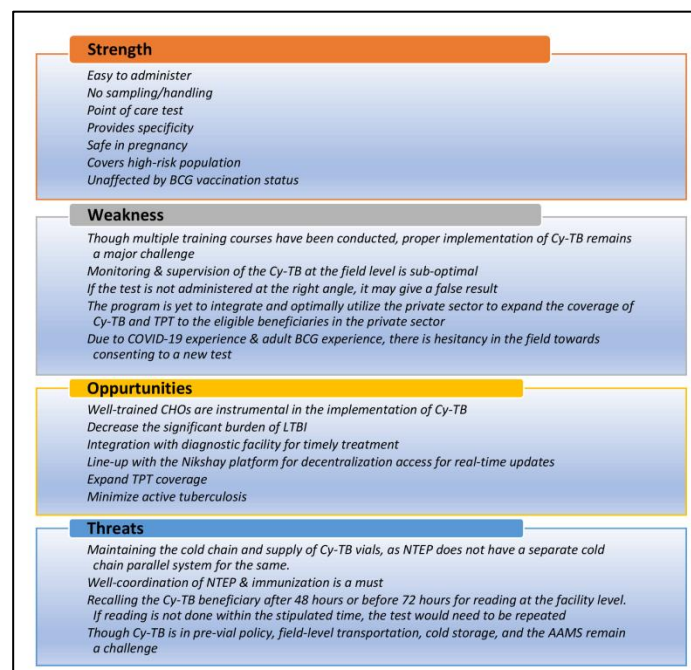 Strength
Easy to administer
No sampling/handling
Point of care test
Provides specificity
Safe in pregnancy
Covers high-risk population
Unaffected by BCG vaccination status
Weakness
Though multiple training courses have been conducted, proper implementation of Cy-TB remains
a major challenge
Monitoring & supervision of the Cy-TB at the field level is sub-optimal
If the test is not administered at the right angle, it may give a false result
The program is yet to integrate and optimally utilize the private sector to expand the coverage of
Cy-TB and TPT to the eligible beneficiaries in the private sector
Due to COVID-19 experience & adult BCG experience, there is hesitancy in the field towards
consenting to a new test
Oppurtunities
Well-trained CHOs are instrumental in the implementation of Cy-TB
Decrease the significant burden of LTBI
Integration with diagnostic facility for timely treatment
Line-up with the Nikshay platform for decentralization access for real-time updates
Expand TPT coverage
Minimize active tuberculosis
Threats
Maintaining the cold chain and supply of Cy-TB vials, as NTEP does not have a separate cold
chain parallel system for the same.
Well-coordination of NTEP & immunization is a must
Recalling the Cy-TB beneficiary after 48 hours or before 72 hours for reading at the facility level.
If reading is not done within the stipulated time, the test would need to be repeated
Though Cy-TB is in pre-vial policy, field-level transportation, cold storage, and the AAMS remain
a challenge